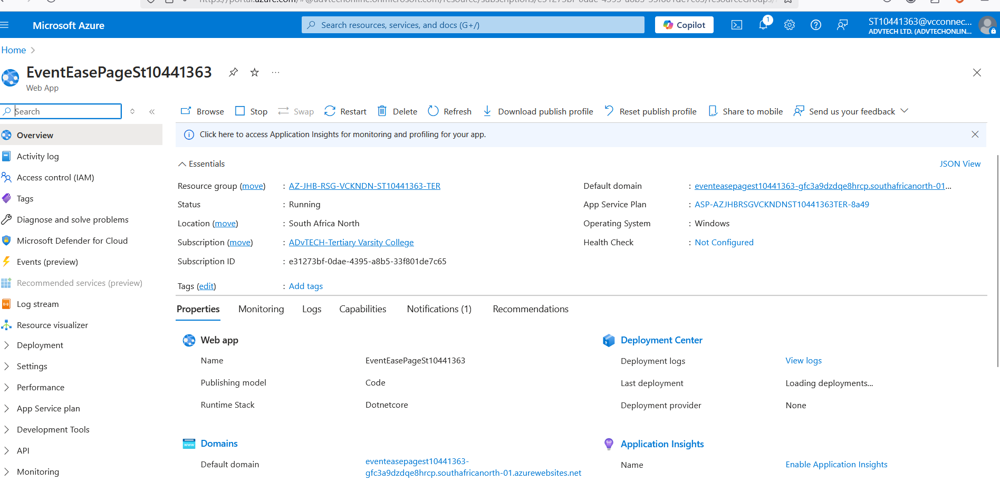 Microsoft Azure
Search resources, services, and docs (G+/)
Copilot
1
ST10441363@vcconnec...
ADVTECH LTD. (ADVTECHONLIN...
Home
EventEasePageSt10441363
Web App
Search
Browse
Stop
Swap
Restart
Delete
Refresh
Download publish profile
Reset publish profile
Share to mobile
Send us your feedback
Overview
Activity log
Access control (IAM)
Tags
Diagnose and solve problems
Microsoft Defender for Cloud
Events (preview)
Recommended services (preview)
Log stream
Resource visualizer
Deployment
Settings
Performance
App Service plan
Development Tools
API
Monitoring
Click here to access Application Insights for monitoring and profiling for your app.
Essentials
JSON View
Resource group (move) : AZ-JHB-RSG-VCKNDN-ST10441363-TER
Status : Running
Location (move) : South Africa North
Subscription (move) : ADvTECH-Tertiary Varsity College
Subscription ID : e31273bf-0dae-4395-a8b5-33f801de7c65
Tags (edit) : Add tags
Default domain : eventeasepagest10441363-gfc3a9dzdqe8hrcp.southafricanorth-01...
App Service Plan : ASP-AZJHBRSGVCKNDNST10441363TER-8a49
Operating System : Windows
Health Check : Not Configured
Properties
Monitoring
Logs
Capabilities
Notifications (1)
Recommendations
Web app
Name EventEasePageSt10441363
Publishing model Code
Runtime Stack Dotnetcore
Domains
www
Default domain eventeasepagest10441363-
gfc3a9dzdqe8hrcp.southafricanorth-01.azurewebsites.net
Deployment Center
Deployment logs View logs
Last deployment Loading deployments...
Deployment provider None
Application Insights
Name Enable Application Insights